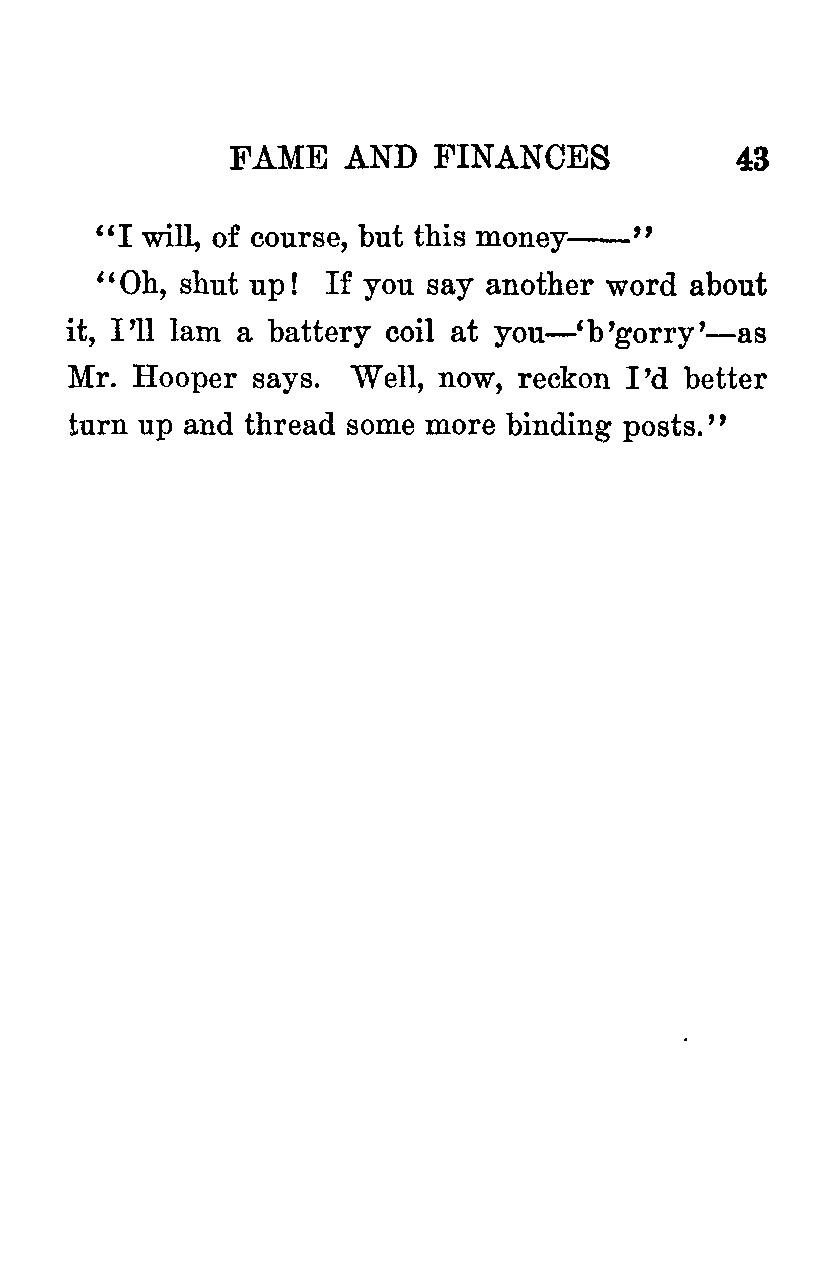 FAME AND FINANCES 43
“I will, of course, but this money——”
“Oh, shut up! If you say another word about
it, I’ll lam a battery coil at you—‘b’gorry’—as
Mr. Hooper says. Well, now, reckon I’d better
turn up and thread some more binding posts.”